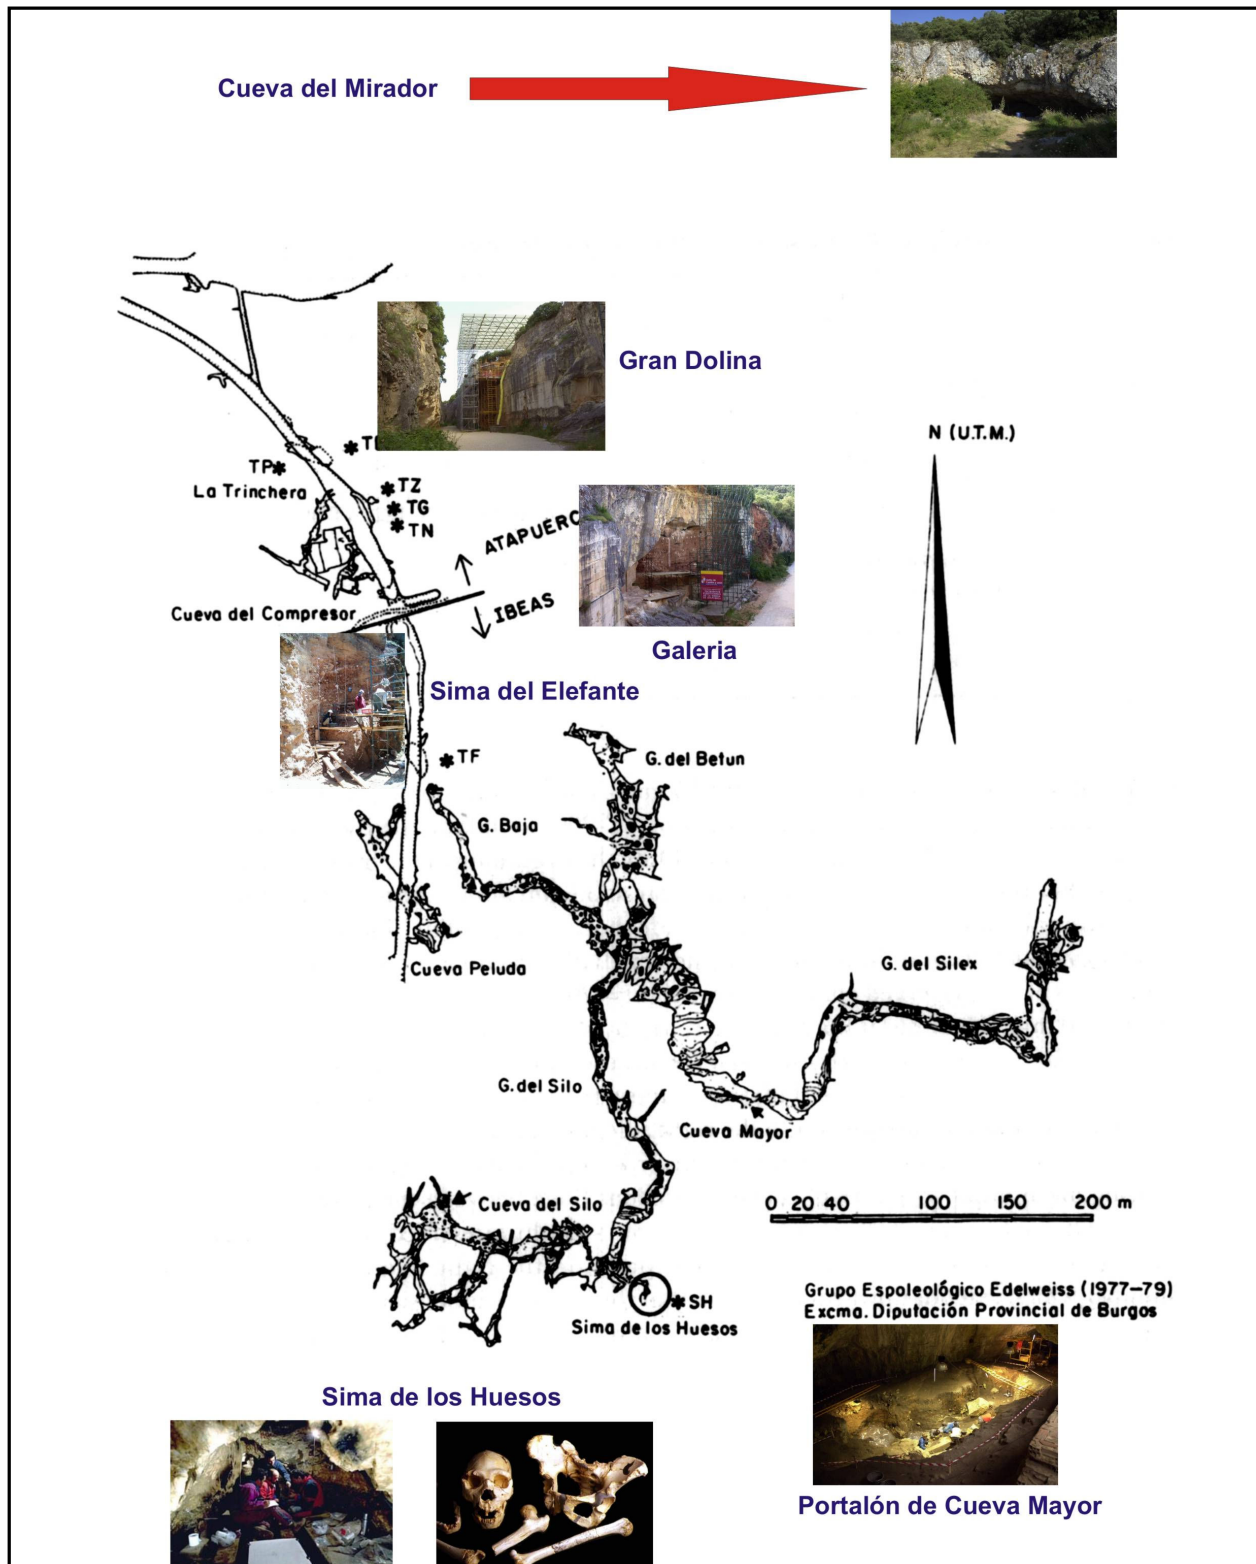 Cueva del Mirador
Gran Dolina
N (U.T.M.)
TP
La Trinchera
TZ
TG
TN
ATAPUERC
IBEAS
Cueva del Compresor
Galeria
Sima del Elefante
TF
G. del Betun
G. Baja
Cueva Peluda
G. del Silex
G. del Silo
Cueva Mayor
Cueva del Silo
0 20 40 100 150 200 m
SH
Sima de los Huesos
Grupo Espoleológico Edelweiss (1977-79)
Excma. Diputación Provincial de Burgos
Sima de los Huesos
Portalón de Cueva Mayor